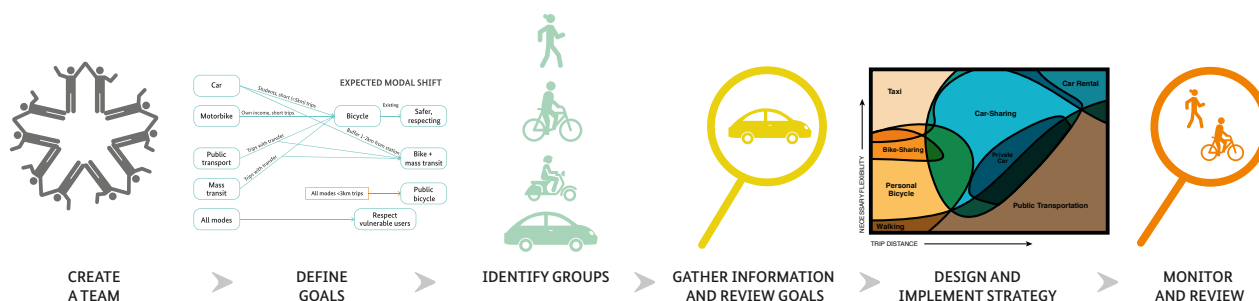 EXPECTED MODAL SHIFT
Car
Students, short (<5km) trips
Motorbike
Own income, short trips
Bicycle
Existing
Safer,
respecting
Buffer 1-7km from station
Public
transport
Trips with transfer
Bike +
mass transit
Mass
transit
Trips with transfer
All modes <3km trips
Public
bicycle
All modes
Respect
vulnerable users
NECESSARY FLEXIBILITY
Taxi
Car Rental
Car-Sharing
Bike-Sharing
Private
Car
Personal
Bicycle
Public Transportation
Walking
TRIP DISTANCE
CREATE
A TEAM
DEFINE
GOALS
IDENTIFY GROUPS
GATHER INFORMATION
AND REVIEW GOALS
DESIGN AND
IMPLEMENT STRATEGY
MONITOR
AND REVIEW